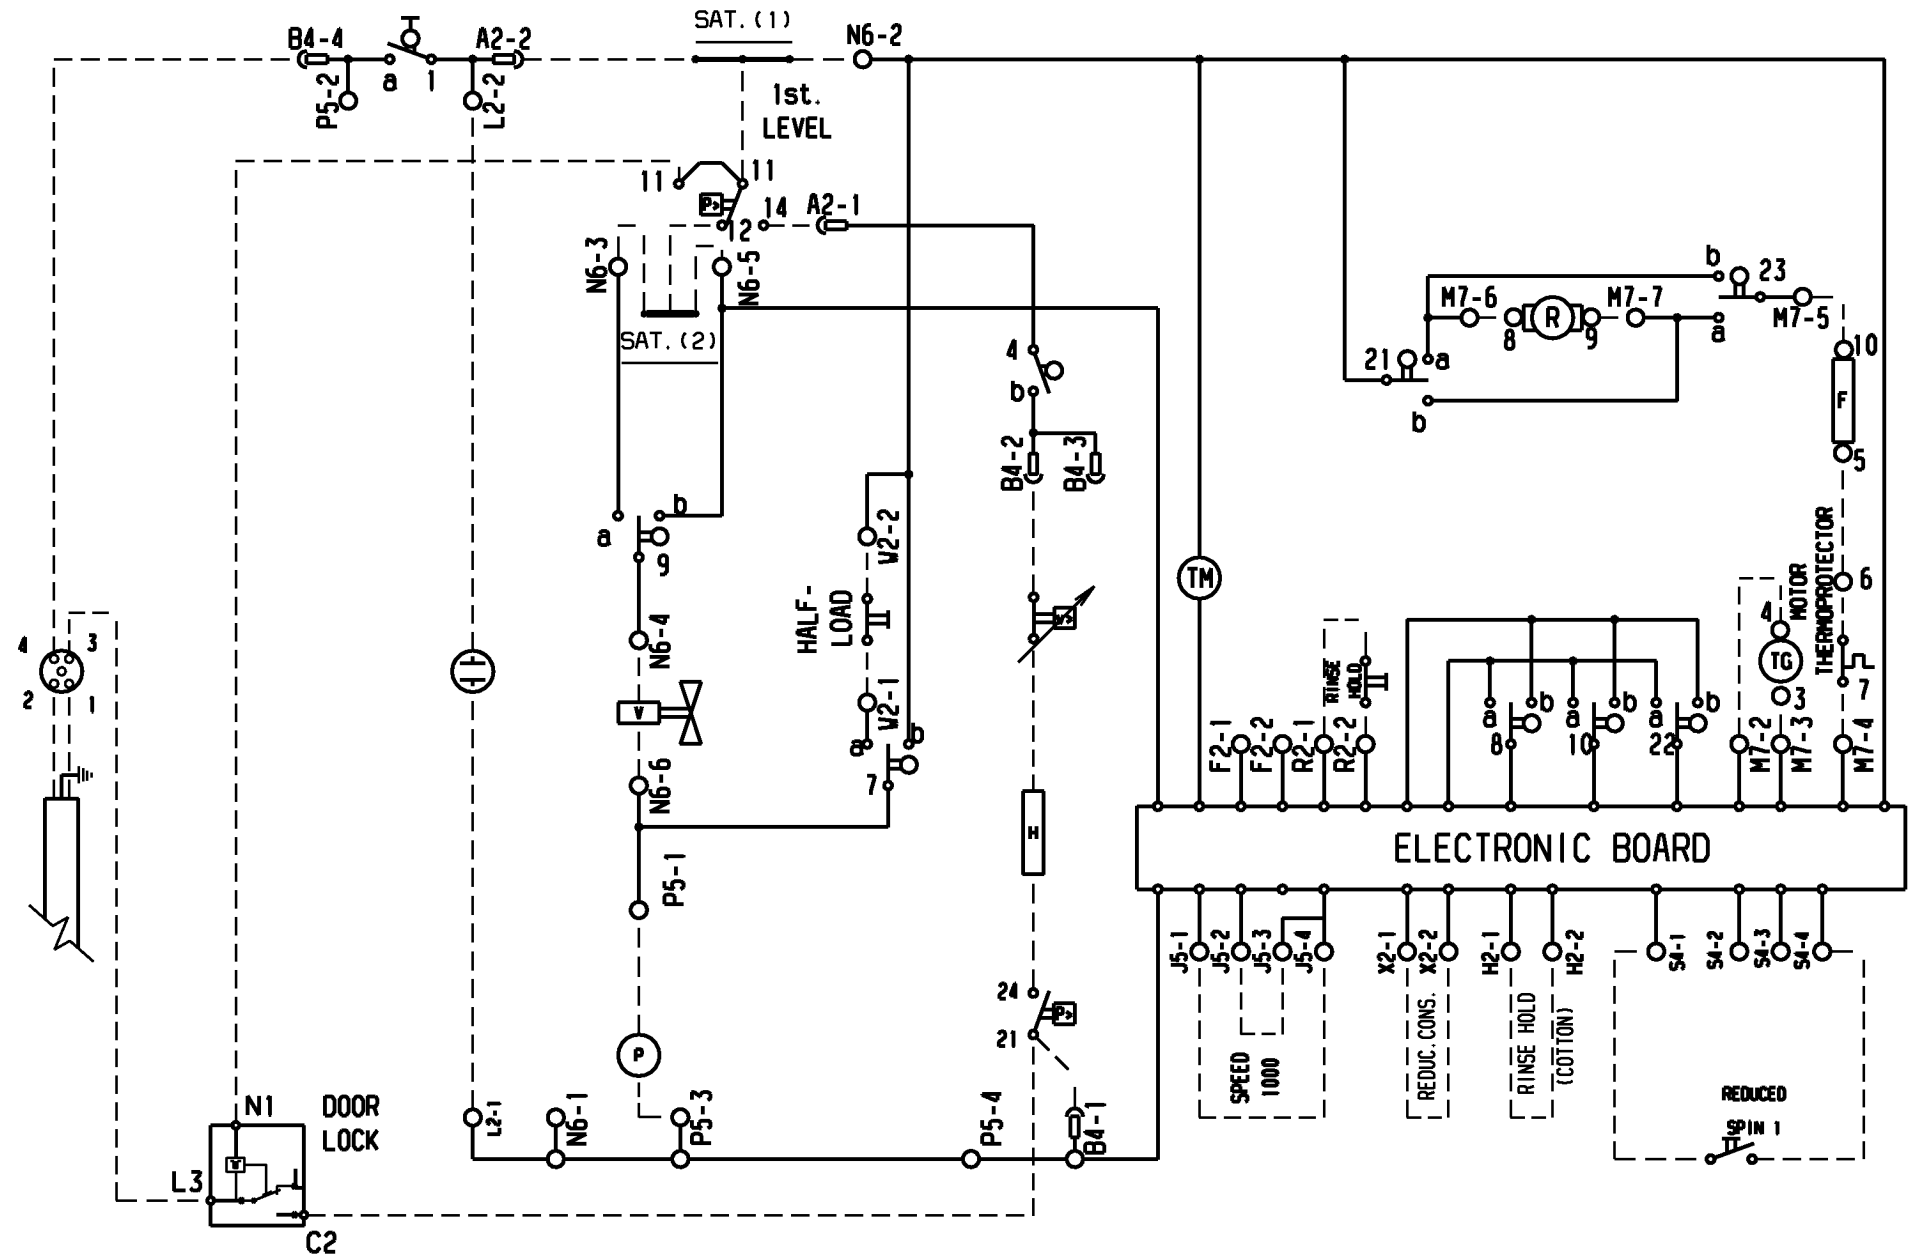 SAT.(1)
B4-4
A2-2
N6-2
P5-2
a
1
L2-2
1st.
LEVEL
11
11
P>
12
14
A2-1
N6-3
N6-5
SAT.(2)
b
23
M7-6
R
M7-7
M7-5
8
9
a
21
a
b
10
F
5
4
b
B4-2
B4-3
a
b
9
W2-2
HALF-
LOAD
TM
MOTOR
THERMOPROTECTOR
6
4
TG
3
7
N6-4
V
W2-1
a
b
7
N6-6
P5-1
RINSE
HOLD
F2-1
F2-2
R2-1
R2-2
a
b
8
a
b
10
a
b
22
M7-2
M7-3
M7-4
4
3
2
1
H
ELECTRONIC BOARD
J5-1
J5-2
J5-3
J5-4
X2-1
X2-2
H2-1
H2-2
S4-1
S4-2
S4-3
S4-4
24
P>
21
P
SPEED
1000
REDUC.CONS.
RINSE HOLD
(COTTON)
REDUCED
SPIN 1
N1
DOOR
LOCK
L2-1
N6-1
P5-3
P5-4
B4-1
L3
C2